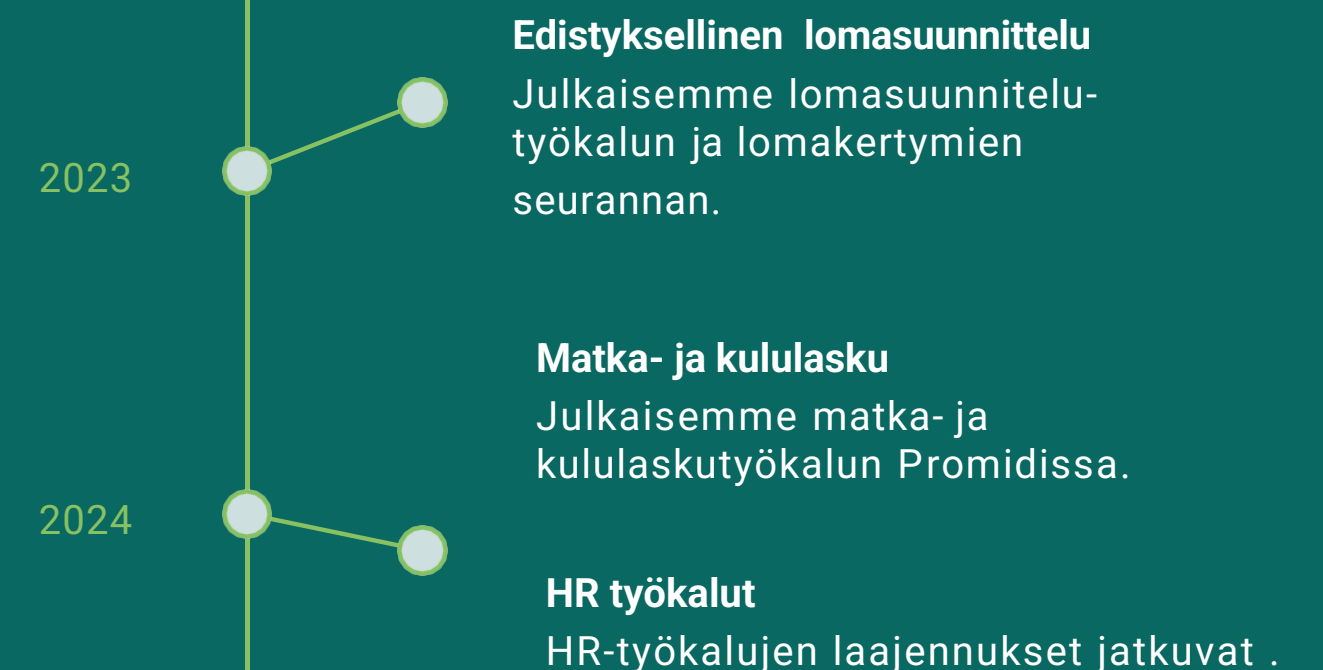 Edistyksellinen lomasuunnittelu
Julkaisemme lomasuunnitelu-
työkalun ja lomakertymien
2023
seurannan.
Matka- ja kululasku
Julkaisemme matka- ja
kululaskutyökalun Promidissa.
2024
HR työkalut
HR-työkalujen laajennukset jatkuvat .